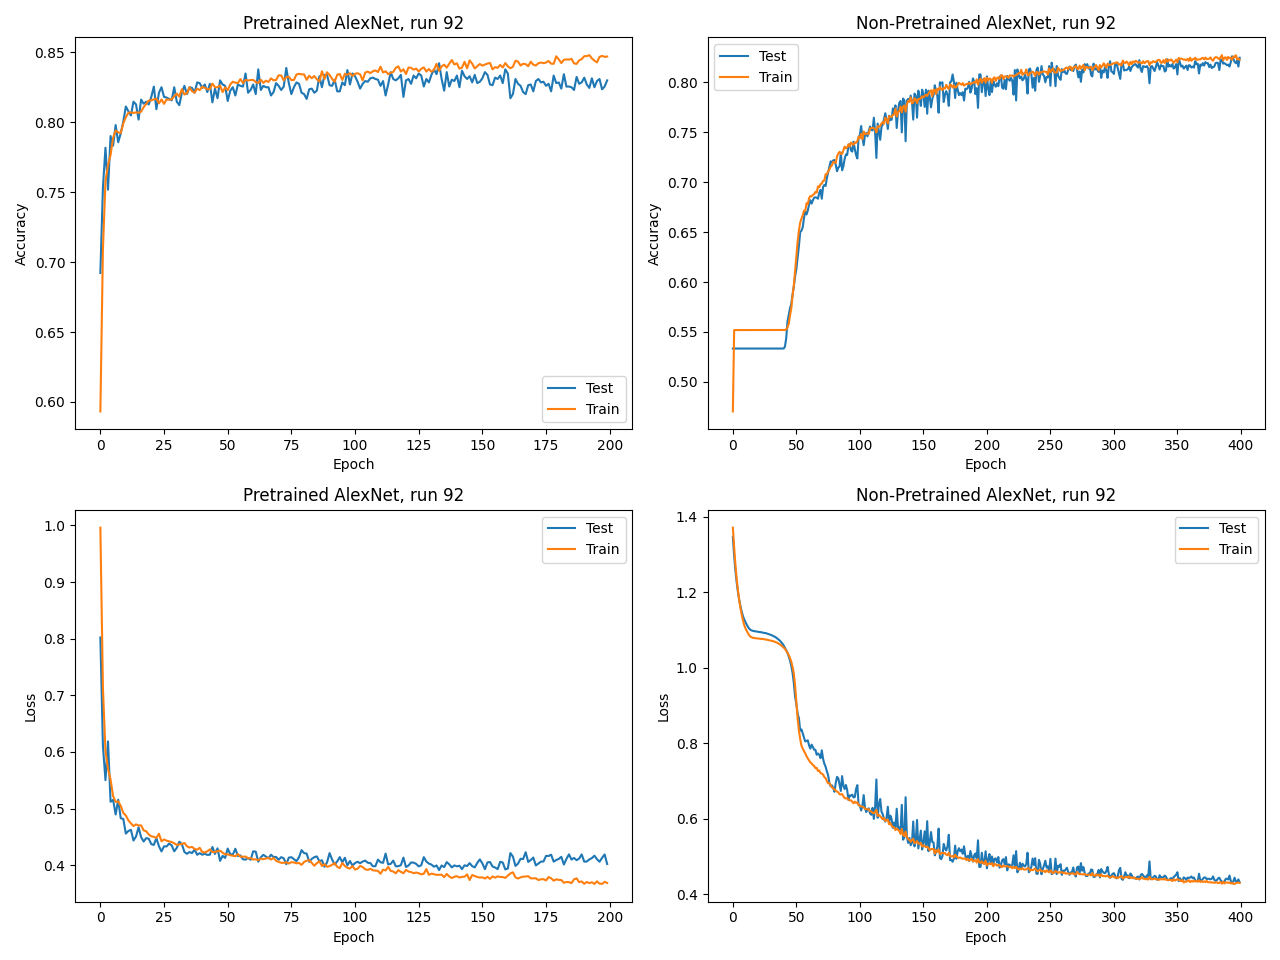 Pretrained AlexNet, run 92
0.85
0.80
0.75
0.70
0.65
0.60
Accuracy
0 25 50 75 100 125 150 175 200
Epoch
Test
Train
Non-Pretrained AlexNet, run 92
Test
Train
0.80
0.75
0.70
0.65
0.60
0.55
0.50
Accuracy
0 50 100 150 200 250 300 350 400
Epoch
Pretrained AlexNet, run 92
Test
Train
1.0
0.9
0.8
0.7
0.6
0.5
0.4
Loss
0 25 50 75 100 125 150 175 200
Epoch
Non-Pretrained AlexNet, run 92
Test
Train
1.4
1.2
1.0
0.8
0.6
0.4
Loss
0 50 100 150 200 250 300 350 400
Epoch